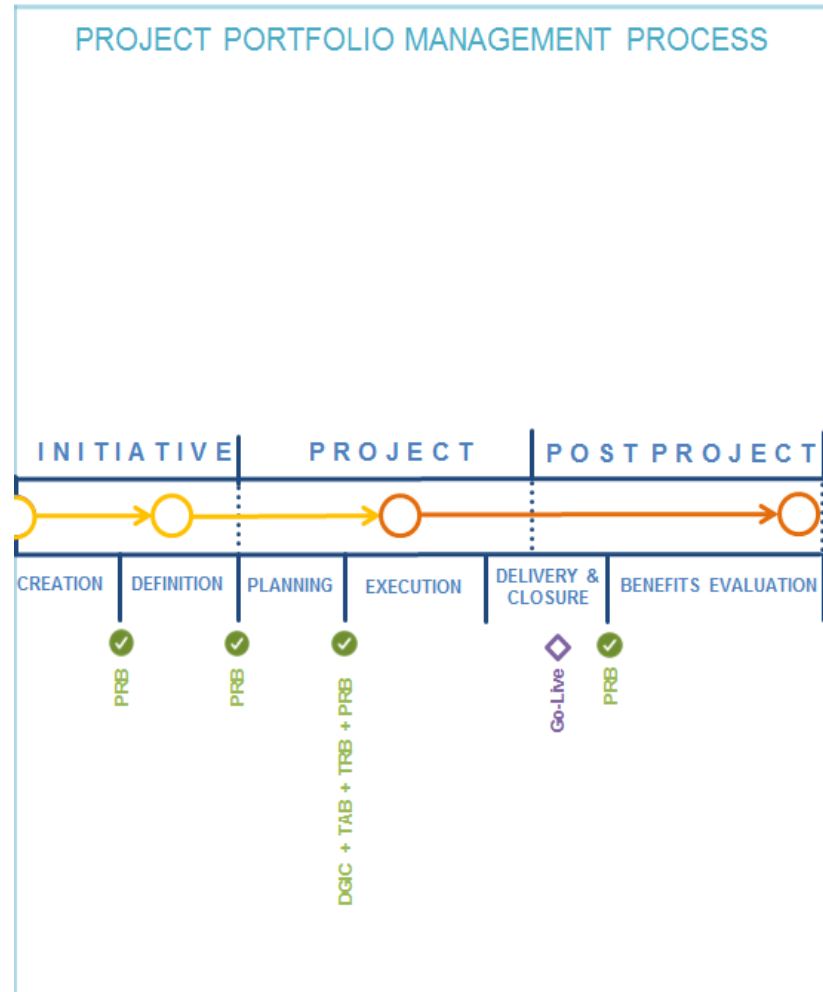 PROJECT PORTFOLIO MANAGEMENT PROCESS
INITIATIVE
PROJECT
POST PROJECT
CREATION
DEFINITION
PLANNING
EXECUTION
DELIVERY &
CLOSURE
BENEFITS EVALUATION
PRB
PRB
DGIC + TAB + TRB + PRB
Go-Live
PRB